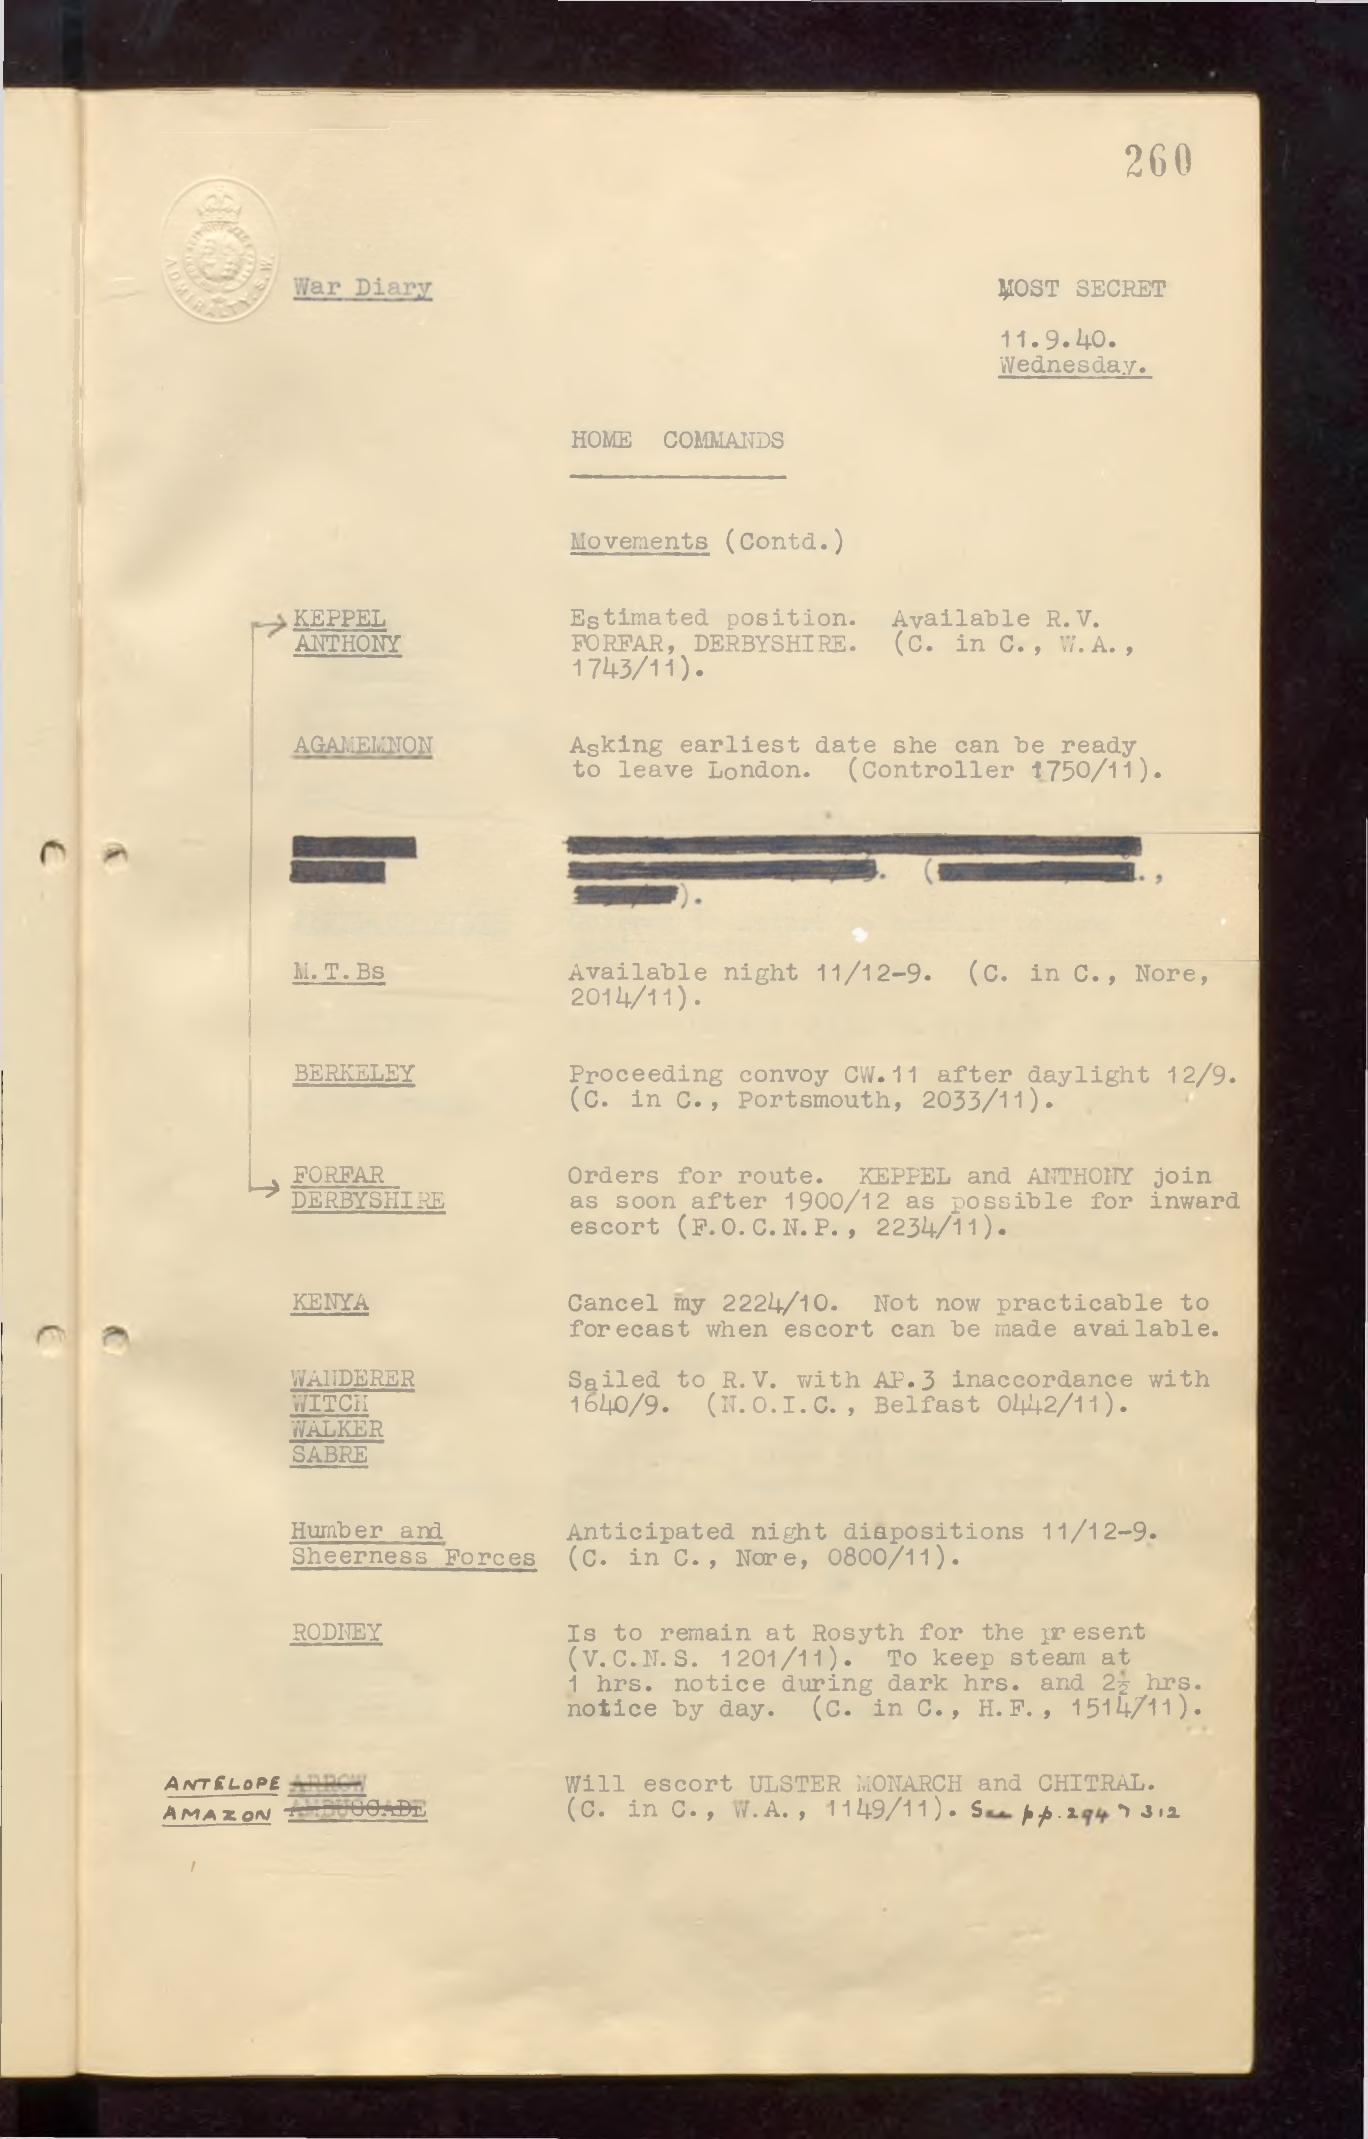 260
ADMIRALTY.S.W.
War Diary
MOST SECRET
11.9.40.
Wednesday.
HOME COMMANDS
Movements (Contd.)
KEPPEL Estimated position. Available R.V.
ANTHONY FORFAR, DERBYSHIRE. (C. in C., W.A.,
1743/11).
AGAMEMNON Asking earliest date she can be ready
to leave London. (Controller 1750/11).
. ( .,
).
M.T.Bs Available night 11/12-9. (C. in C., Nore,
2014/11).
BERKELEY Proceeding convoy CW.11 after daylight 12/9.
(C. in C., Portsmouth, 2033/11).
FORFAR Orders for route. KEPPEL and ANTHONY join
DERBYSHIRE as soon after 1900/12 as possible for inward
escort (F.O.C.N.P., 2234/11).
KENYA Cancel my 2224/10. Not now practicable to
forecast when escort can be made available.
WANDERER Sailed to R.V. with AP.3 inaccordance with
WITCH 1640/9. (N.O.I.C., Belfast 0442/11).
WALKER
SABRE
Humber and Anticipated night dispositions 11/12-9.
Sheerness Forces (C. in C., Nore, 0800/11).
RODNEY Is to remain at Rosyth for the present
(V.C.N.S. 1201/11). To keep steam at
1 hrs. notice during dark hrs. and 2½ hrs.
notice by day. (C. in C., H.F., 1514/11).
ANTELOPE ARROW Will escort ULSTER MONARCH and CHITRAL.
AMAZON AMBUSCADE (C. in C., W.A., 1149/11). See pp. 294 312